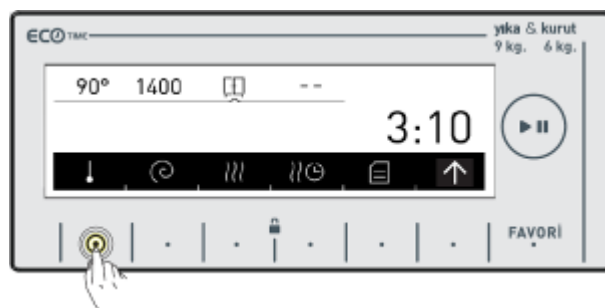 ECO TIME
yıka & kurut
9 kg. 6 kg.
90° 1400 --
3:10
FAVORİ